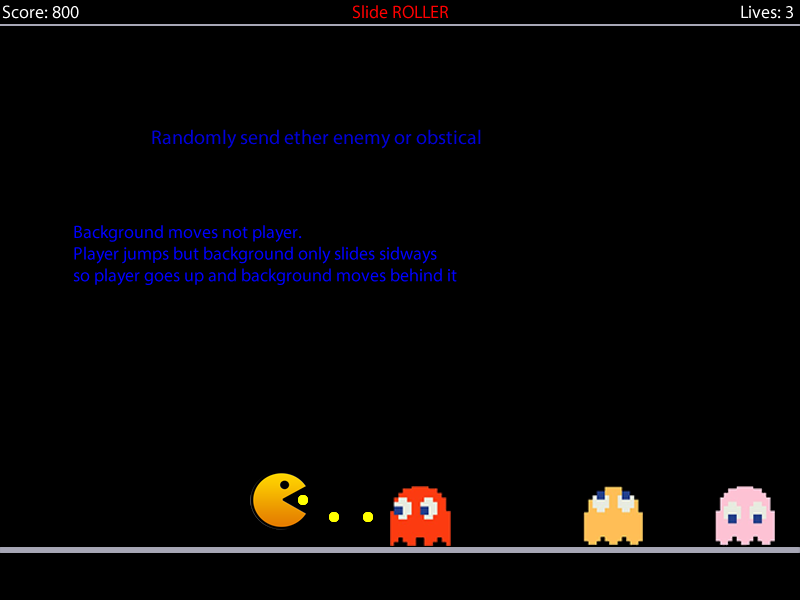 Score: 800
Slide ROLLER
Lives: 3
Randomly send ether enemy or obstical
Background moves not player.
Player jumps but background only slides sidways
so player goes up and background moves behind it